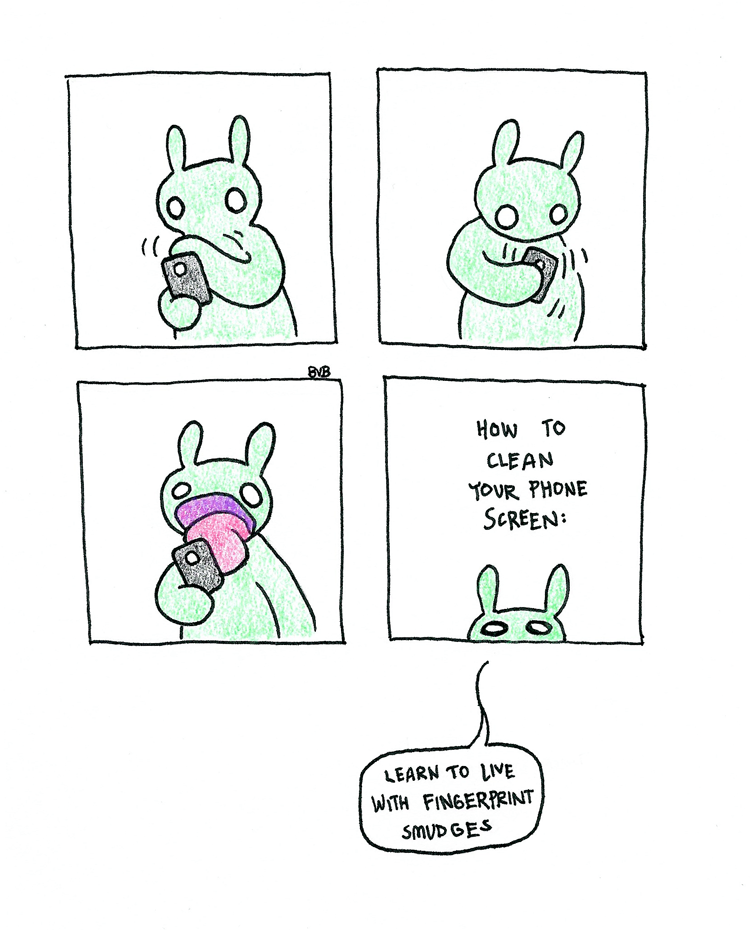 BVB
HOW TO
CLEAN
YOUR PHONE
SCREEN:
LEARN TO LIVE
WITH FINGERPRINT
SMUDGES